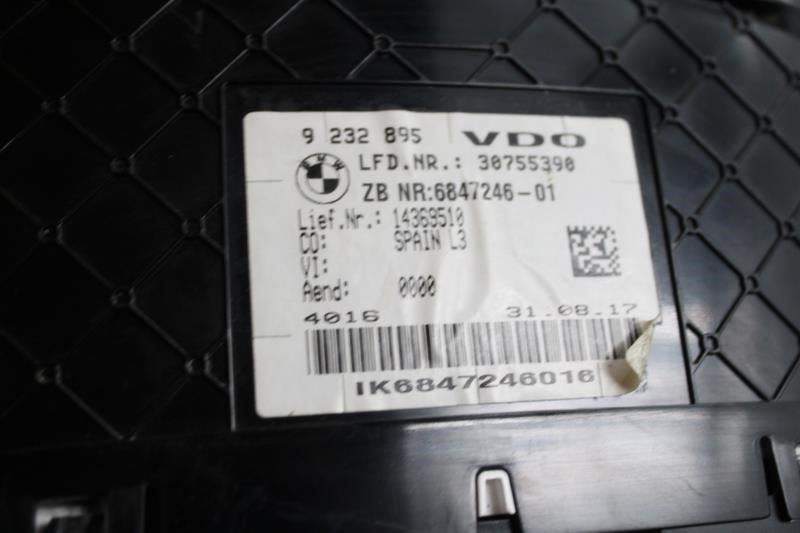 9 232 895 VDO
BMW
LFD.NR.: 30755390
ZB NR:6847246-01
Lief.Nr.: 14369510
CO: SPAIN L3
VI:
Aend: 0000
4016 31.08.17
IK6847246016